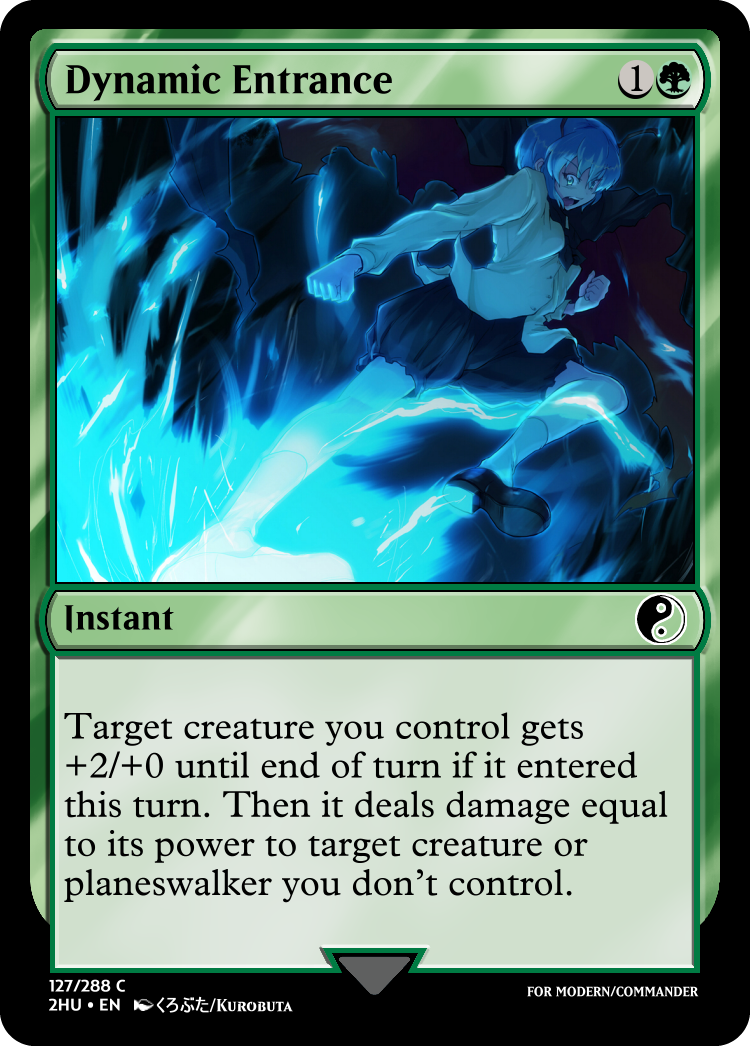 Dynamic Entrance
1
Instant
Target creature you control gets
+2/+0 until end of turn if it entered
this turn. Then it deals damage equal
to its power to target creature or
planeswalker you don't control.
127/288 C
2HU • EN くろぶた/Kurobuta
FOR MODERN/COMMANDER